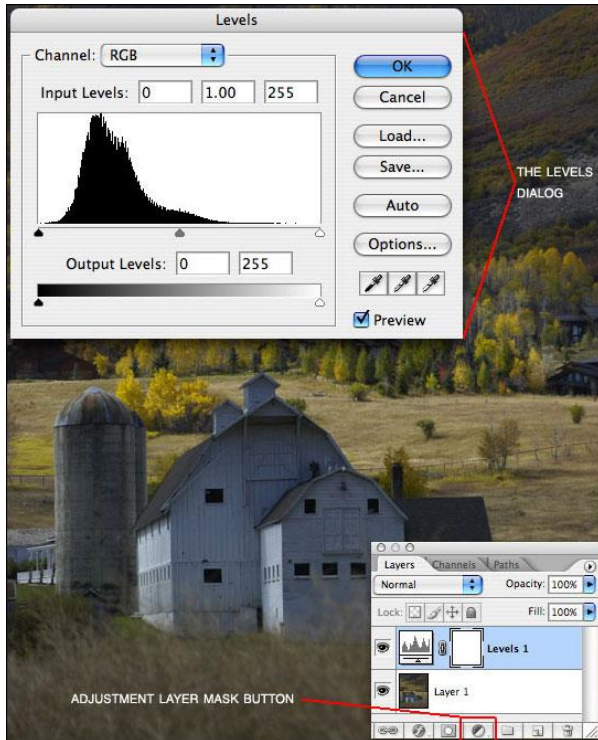 Levels
Channel: RGB
Input Levels: 0 1.00 255
Output Levels: 0 255
OK
Cancel
Load...
Save...
Auto
Options...
Preview
THE LEVELS
DIALOG
Layers Channels Paths
Normal Opacity: 100%
Lock: Fill: 100%
Levels 1
Layer 1
ADJUSTMENT LAYER MASK BUTTON